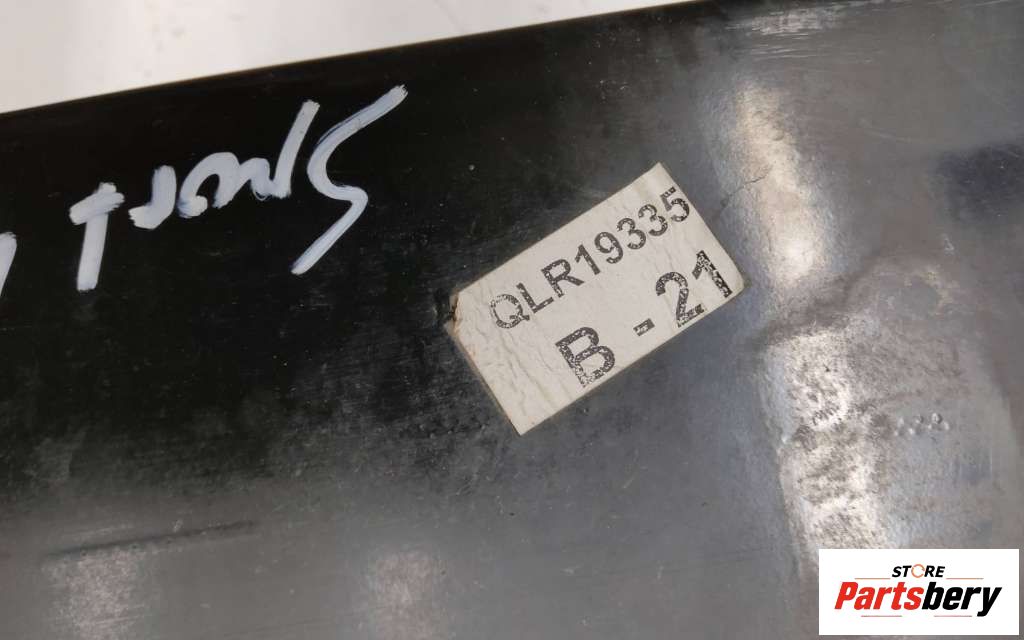 QLR19335
B - 21
STORE
Partsbery